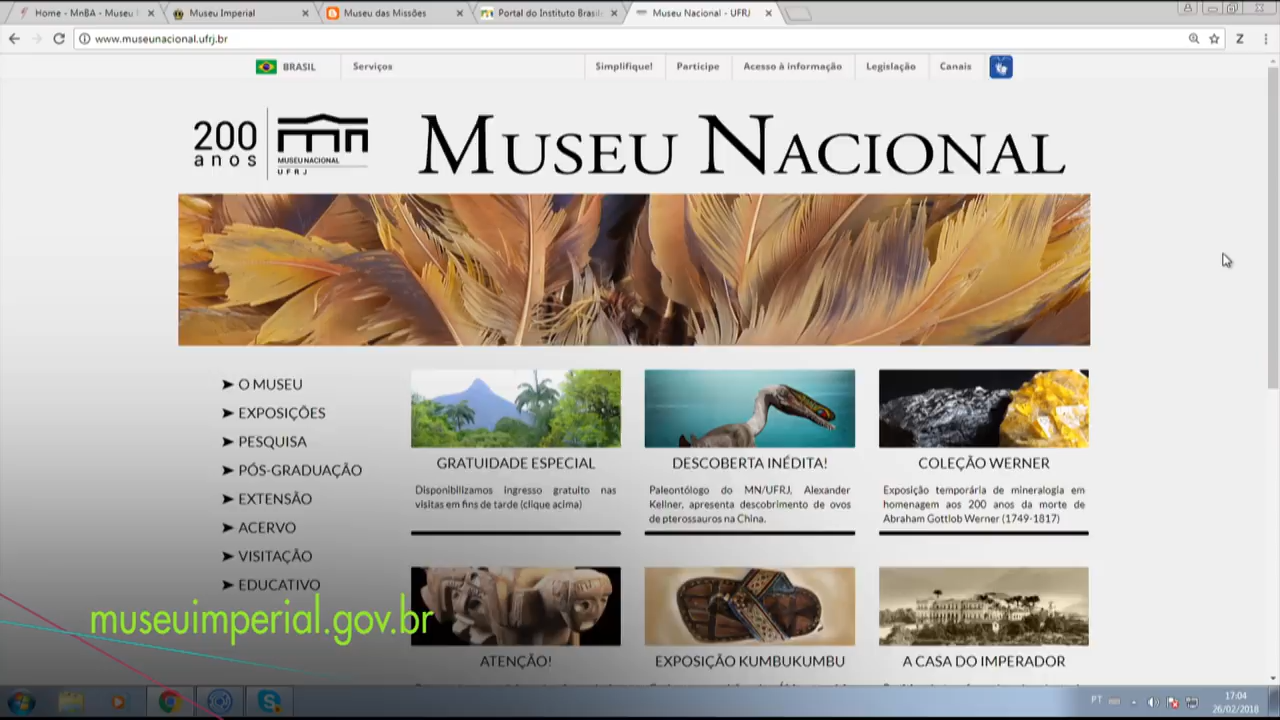 Home - MnBA - Museu
Museu Imperial
Museu das Missões
Portal do Instituto Brasil
Museu Nacional - UFRJ
www.museunacional.ufrj.br
BRASIL
Serviços
Simplifique!
Participe
Acesso à informação
Legislação
Canais
200
anos
MUSEU NACIONAL
UFRJ
MUSEU NACIONAL
O MUSEU
EXPOSIÇÕES
PESQUISA
PÓS-GRADUAÇÃO
EXTENSÃO
ACERVO
VISITAÇÃO
EDUCATIVO
GRATUIDADE ESPECIAL
Disponibilizamos ingresso gratuito nas
visitas em fins de tarde (clique acima)
DESCOBERTA INÉDITA!
Paleontólogo do MN/UFRJ, Alexander
Kellner, apresenta descobrimento de ovos
de pterossauros na China.
COLEÇÃO WERNER
Exposição temporária de mineralogia em
homenagem aos 200 anos da morte de
Abraham Gottlob Werner (1749-1817)
ATENÇÃO!
EXPOSIÇÃO KUMBUKUMBU
A CASA DO IMPERADOR
museuimperial.gov.br
PT
17:04
26/02/2018